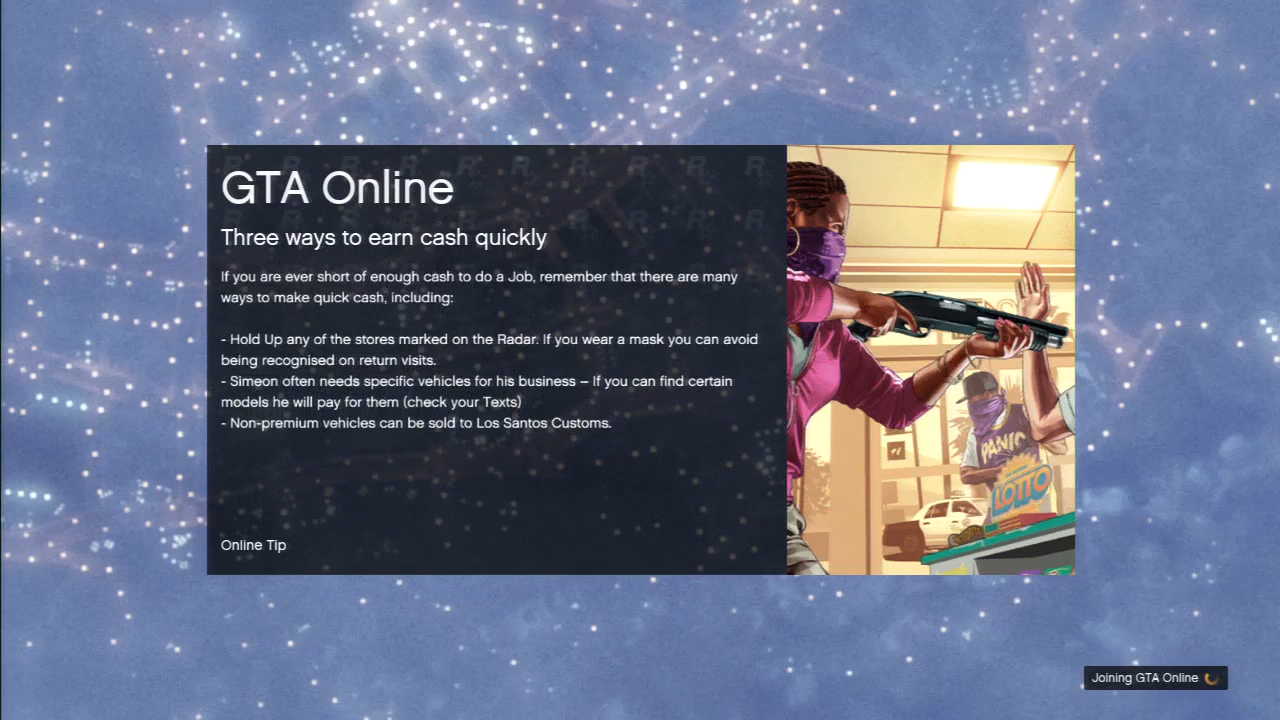 GTA Online
Three ways to earn cash quickly
If you are ever short of enough cash to do a Job, remember that there are many
ways to make quick cash, including:
- Hold Up any of the stores marked on the Radar. If you wear a mask you can avoid
being recognised on return visits.
- Simeon often needs specific vehicles for his business – If you can find certain
models he will pay for them (check your Texts)
- Non-premium vehicles can be sold to Los Santos Customs.
Online Tip
PANIC
LOTTO
Joining GTA Online